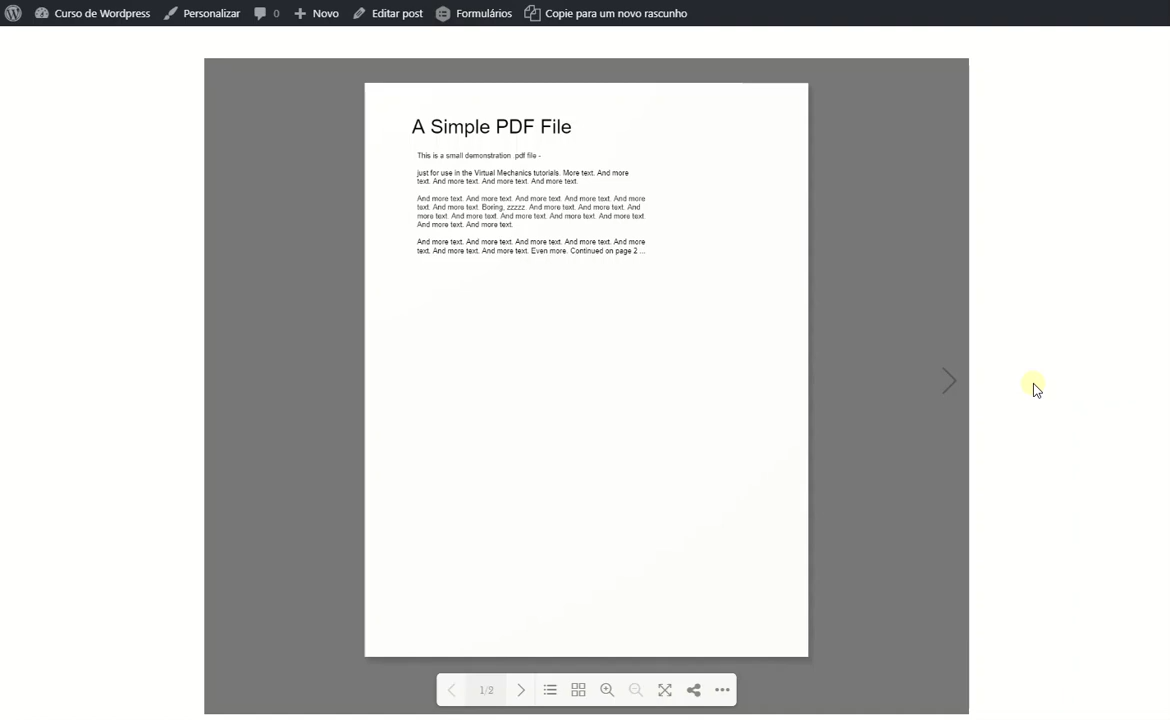 Curso de Wordpress Personalizar 0 Novo Editar post Formulários Copie para um novo rascunho
A Simple PDF File
This is a small demonstration .pdf file -
just for use in the Virtual Mechanics tutorials. More text. And more
text. And more text. And more text. And more text.
And more text. And more text. And more text. And more text. And more
text. And more text. Boring, zzzzz. And more text. And more text. And
more text. And more text. And more text. And more text. And more text.
And more text. And more text.
And more text. And more text. And more text. And more text. And more
text. And more text. And more text. Even more. Continued on page 2 ...
1/2